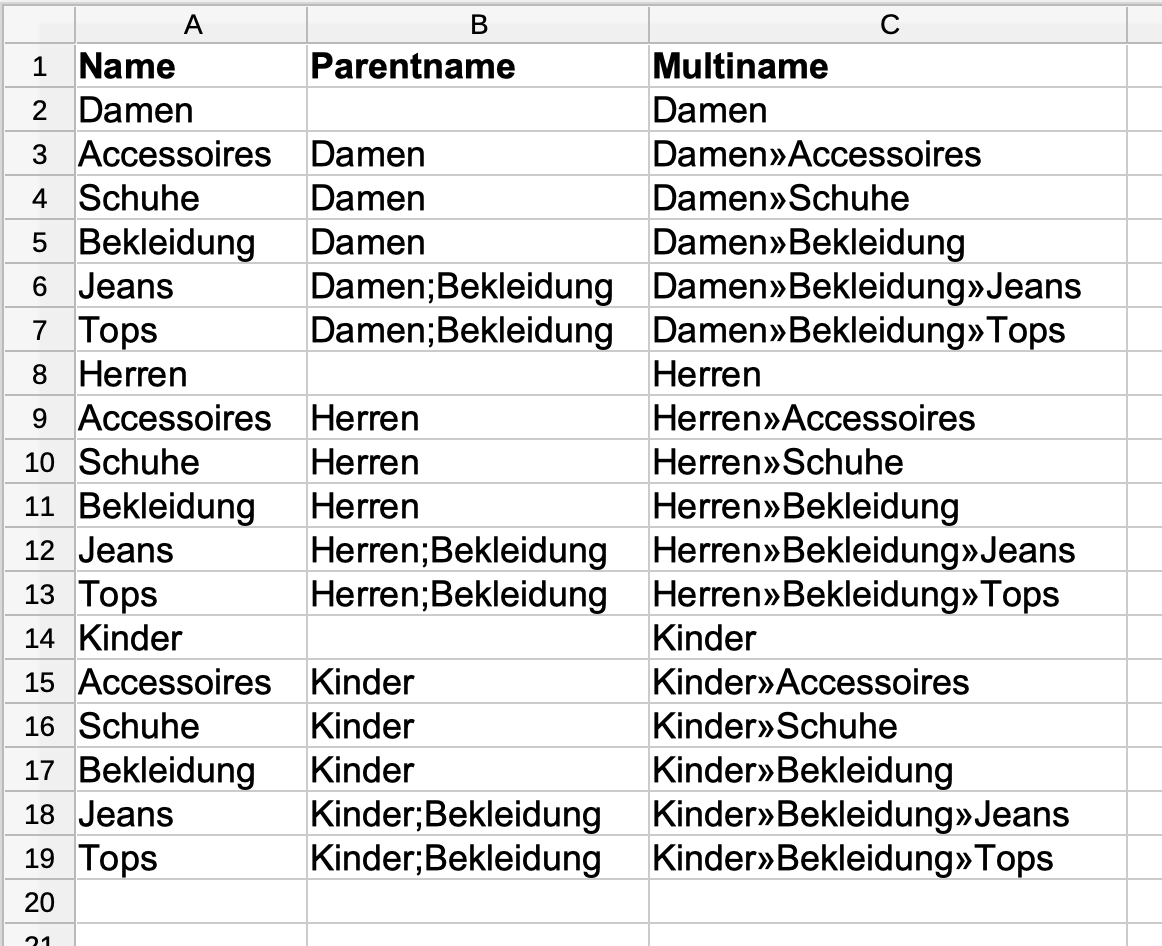 A B C
1 Name Parentname Multiname
2 Damen Damen
3 Accessoires Damen Damen»Accessoires
4 Schuhe Damen Damen»Schuhe
5 Bekleidung Damen Damen»Bekleidung
6 Jeans Damen;Bekleidung Damen»Bekleidung»Jeans
7 Tops Damen;Bekleidung Damen»Bekleidung»Tops
8 Herren Herren
9 Accessoires Herren Herren»Accessoires
10 Schuhe Herren Herren»Schuhe
11 Bekleidung Herren Herren»Bekleidung
12 Jeans Herren;Bekleidung Herren»Bekleidung»Jeans
13 Tops Herren;Bekleidung Herren»Bekleidung»Tops
14 Kinder Kinder
15 Accessoires Kinder Kinder»Accessoires
16 Schuhe Kinder Kinder»Schuhe
17 Bekleidung Kinder Kinder»Bekleidung
18 Jeans Kinder;Bekleidung Kinder»Bekleidung»Jeans
19 Tops Kinder;Bekleidung Kinder»Bekleidung»Tops
20
21